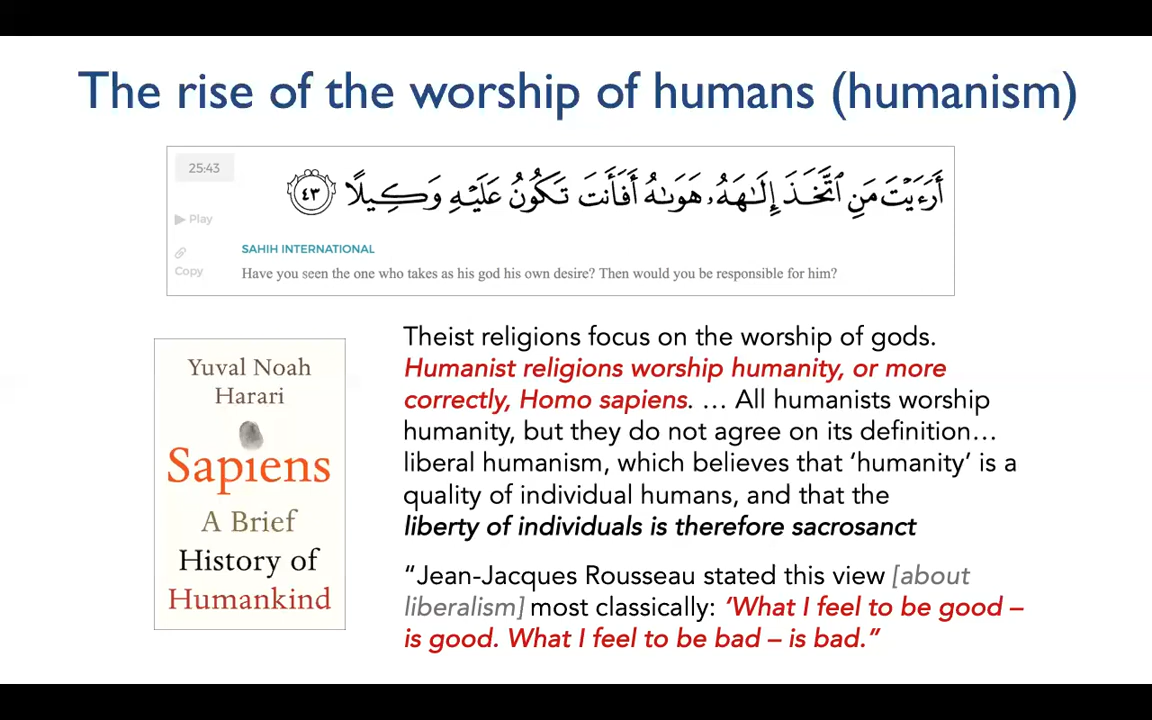 The rise of the worship of humans (humanism)
25:43
أَرَءَيْتَ مَنِ ٱتَّخَذَ إِلَـٰهَهُۥ هَوَىٰهُ أَفَأَنتَ تَكُونُ عَلَيْهِ وَكِيلًا ٤٣
Play
Copy
SAHIH INTERNATIONAL
Have you seen the one who takes as his god his own desire? Then would you be responsible for him?
Yuval Noah
Harari
Sapiens
A Brief
History of
Humankind
Theist religions focus on the worship of gods.
Humanist religions worship humanity, or more
correctly, Homo sapiens. … All humanists worship
humanity, but they do not agree on its definition…
liberal humanism, which believes that ‘humanity’ is a
quality of individual humans, and that the
liberty of individuals is therefore sacrosanct
“Jean-Jacques Rousseau stated this view [about
liberalism] most classically: ‘What I feel to be good –
is good. What I feel to be bad – is bad.”